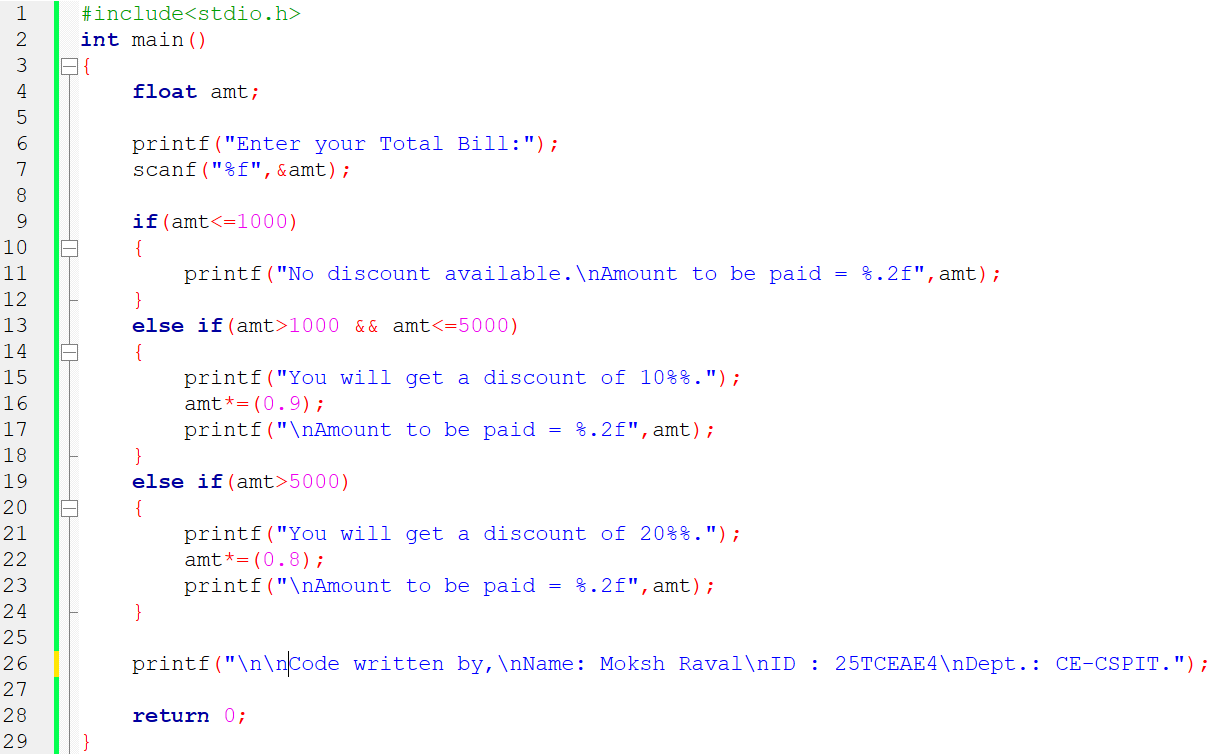 1 #include<stdio.h>
2 int main()
3 {
4     float amt;
5
6     printf("Enter your Total Bill:");
7     scanf("%f",&amt);
8
9     if(amt<=1000)
10     {
11         printf("No discount available.\nAmount to be paid = %.2f",amt);
12     }
13     else if(amt>1000 && amt<=5000)
14     {
15         printf("You will get a discount of 10%%.");
16         amt*=(0.9);
17         printf("\nAmount to be paid = %.2f",amt);
18     }
19     else if(amt>5000)
20     {
21         printf("You will get a discount of 20%%.");
22         amt*=(0.8);
23         printf("\nAmount to be paid = %.2f",amt);
24     }
25
26     printf("\n\nCode written by,\nName: Moksh Raval\nID : 25TCEAE4\nDept.: CE-CSPIT.");
27
28     return 0;
29 }